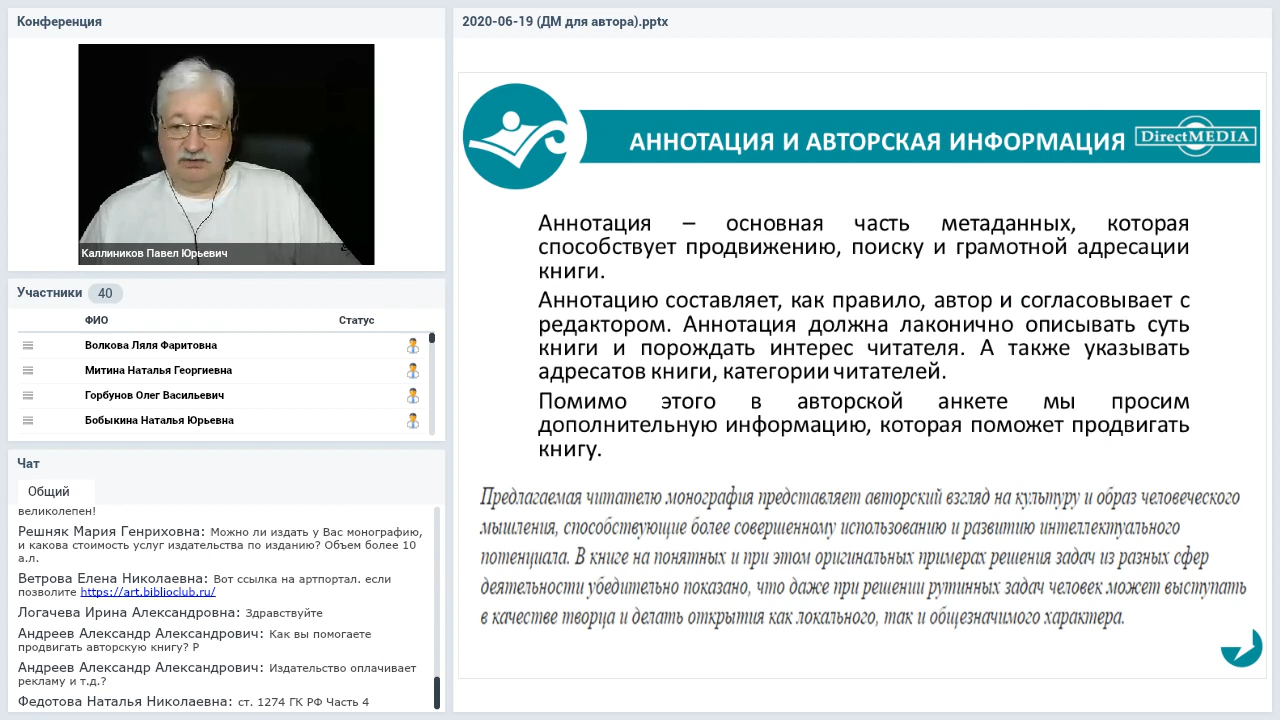 Конференция
Каллиников Павел Юрьевич
Участники 40
ФИО Статус
Волкова Ляля Фаритовна
Митина Наталья Георгиевна
Горбунов Олег Васильевич
Бобыкина Наталья Юрьевна
Чат
Общий
великолепен!
Решняк Мария Генриховна: Можно ли издать у Вас монографию,
и какова стоимость услуг издательства по изданию? Объем более 10
а.л.
Ветрова Елена Николаевна: Вот ссылка на артпортал. если
позволите https://art.biblioclub.ru/
Логачева Ирина Александровна: Здравствуйте
Андреев Александр Александрович: Как вы помогаете
продвигать авторскую книгу? Р
Андреев Александр Александрович: Издательство оплачивает
рекламу и т.д.?
Федотова Наталья Николаевна: ст. 1274 ГК РФ Часть 4
2020-06-19 (ДМ для автора).pptx
АННОТАЦИЯ И АВТОРСКАЯ ИНФОРМАЦИЯ
DirectMEDIA
Аннотация – основная часть метаданных, которая
способствует продвижению, поиску и грамотной адресации
книги.
Аннотацию составляет, как правило, автор и согласовывает с
редактором. Аннотация должна лаконично описывать суть
книги и порождать интерес читателя. А также указывать
адресатов книги, категории читателей.
Помимо этого в авторской анкете мы просим
дополнительную информацию, которая поможет продвигать
книгу.
Предлагаемая читателю монография представляет авторский взгляд на культуру и образ человеческого
мышления, способствующие более совершенному использованию и развитию интеллектуального
потенциала. В книге на понятных и при этом оригинальных примерах решения задач из разных сфер
деятельности убедительно показано, что даже при решении рутинных задач человек может выступать
в качестве творца и делать открытия как локального, так и общезначимого характера.